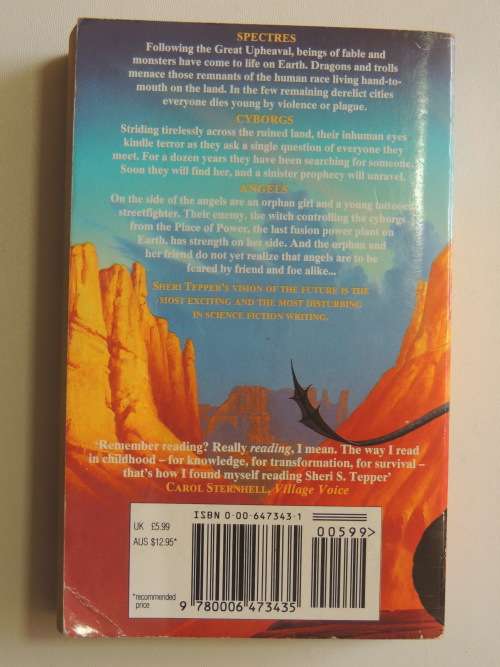 SPECTRES
Following the Great Upheaval, beings of fable and
monsters have come to life on Earth. Dragons and trolls
menace those remnants of the human race living hand-to-
mouth on the land. In the few remaining derelict cities
everyone dies young by violence or plague.
CYBORGS
Striding tirelessly across the ruined land, their inhuman eyes
kindle terror as they ask a single question of everyone they
meet. For a dozen years they have been searching for someone.
Soon they will find her, and a sinister prophecy will unravel.
ANGELS
On the side of the angels are an orphan girl and a young tattooed
streetfighter. Their enemy, the witch controlling the cyborgs
from the Place of Power, the last fusion power plant on
Earth, has strength on her side. And the orphan and
her friend do not yet realize that angels are to be
feared by friend and foe alike...
SHERI TEPPER'S VISION OF THE FUTURE IS THE
MOST EXCITING AND THE MOST DISTURBING
IN SCIENCE FICTION WRITING.
'Remember reading? Really reading, I mean. The way I read
in childhood – for knowledge, for transformation, for survival –
that's how I found myself reading Sheri S. Tepper'
CAROL STERNHELL, Village Voice
ISBN 0-00-647343-1
UK £5.99
AUS $12.95*
00599>
*recommended
price
9 780006 473435